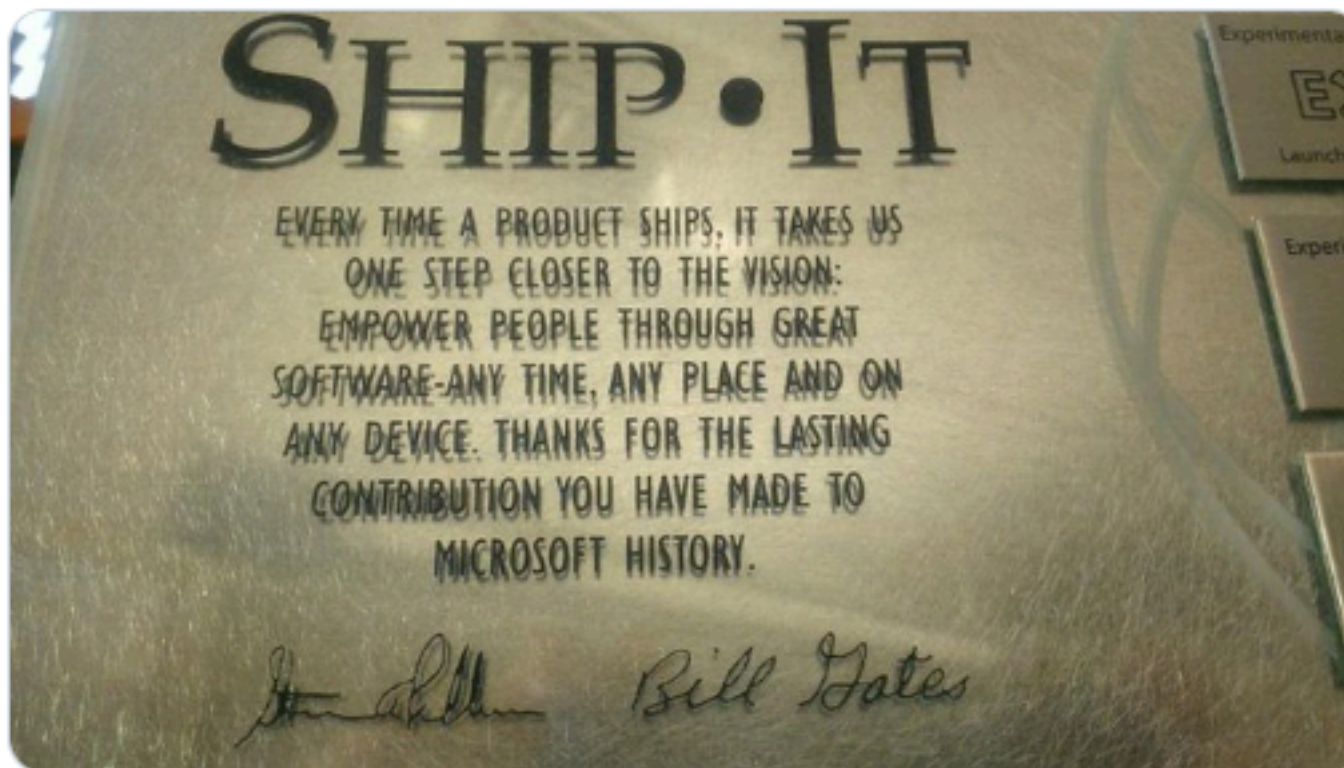 SHIP•IT
EVERY TIME A PRODUCT SHIPS, IT TAKES US
ONE STEP CLOSER TO THE VISION:
EMPOWER PEOPLE THROUGH GREAT
SOFTWARE-ANY TIME, ANY PLACE AND ON
ANY DEVICE. THANKS FOR THE LASTING
CONTRIBUTION YOU HAVE MADE TO
MICROSOFT HISTORY.
Bill Gates
Launch